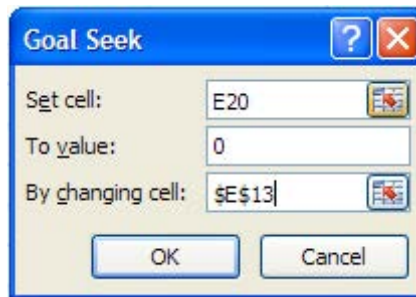 Goal Seek ?
Set cell: E20
To value: 0
By changing cell: $E$13
OK Cancel